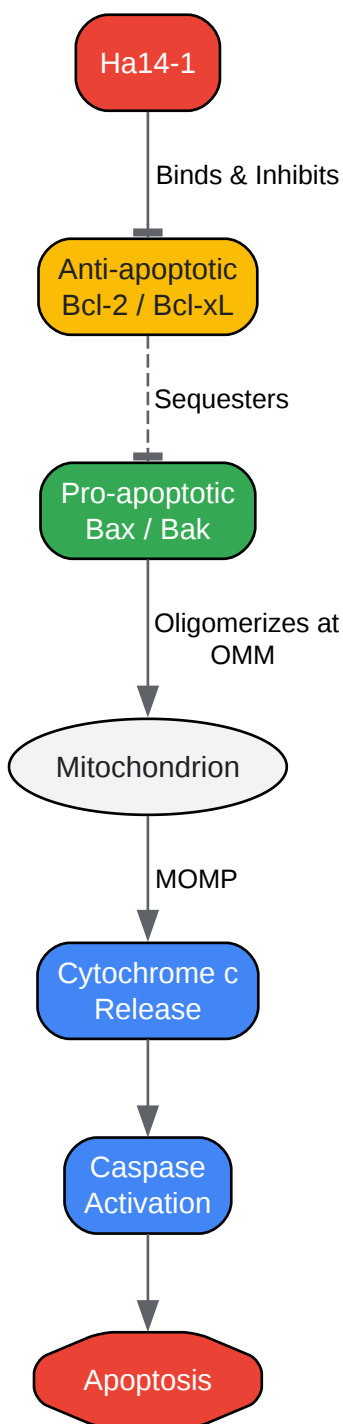 Ha14-1
Binds & Inhibits
Anti-apoptotic
Bcl-2 / Bcl-xL
Sequesters
Pro-apoptotic
Bax / Bak
Oligomerizes at
OMM
Mitochondrion
MOMP
Cytochrome c
Release
Caspase
Activation
Apoptosis